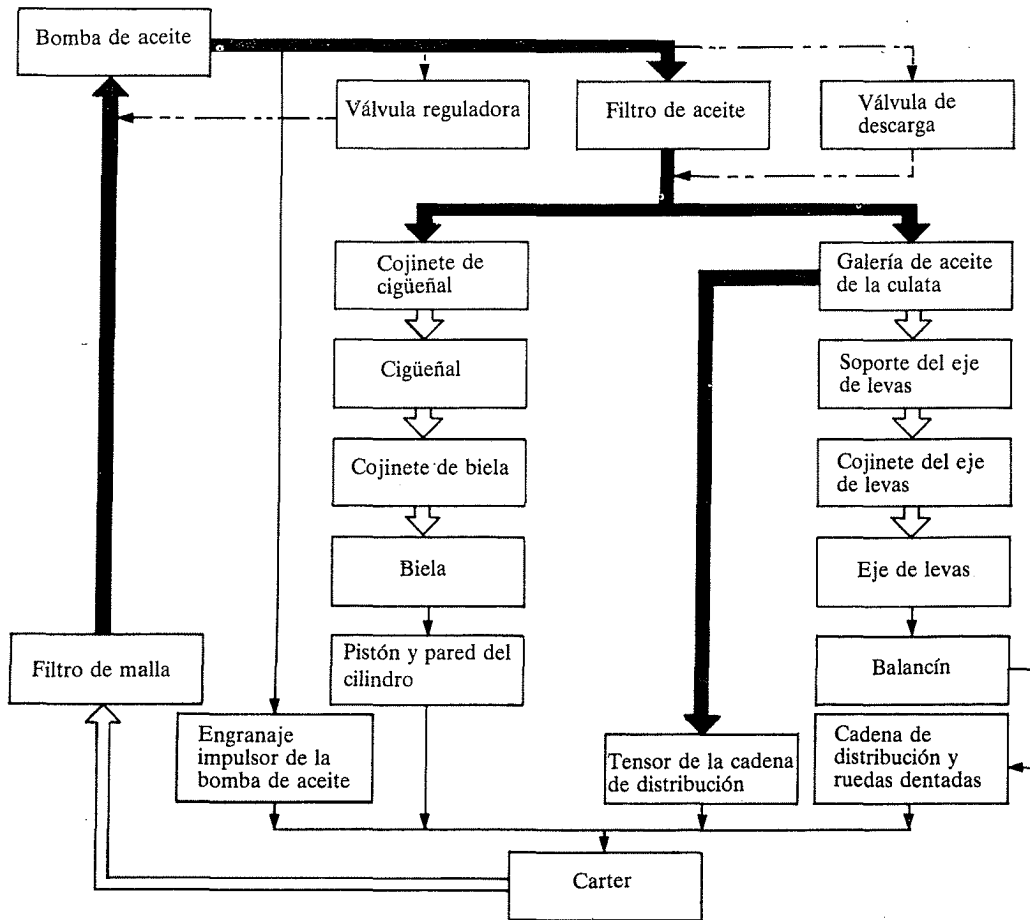 Bomba de aceite
Válvula reguladora
Filtro de aceite
Válvula de
descarga
Cojinete de
cigüeñal
Galería de aceite
de la culata
Cigüeñal
Soporte del eje
de levas
Cojinete de biela
Cojinete del eje
de levas
Biela
Eje de levas
Filtro de malla
Pistón y pared del
cilindro
Balancín
Engranaje
impulsor de la
bomba de aceite
Tensor de la cadena
de distribución
Cadena de
distribución y
ruedas dentadas
Carter